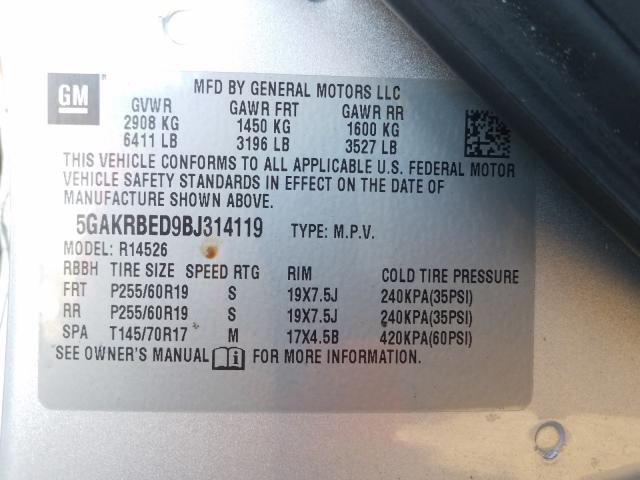 GM
MFD BY GENERAL MOTORS LLC
GVWR GAWR FRT GAWR RR
2908 KG 1450 KG 1600 KG
6411 LB 3196 LB 3527 LB
THIS VEHICLE CONFORMS TO ALL APPLICABLE U.S. FEDERAL MOTOR
VEHICLE SAFETY STANDARDS IN EFFECT ON THE DATE OF
MANUFACTURE SHOWN ABOVE.
5GAKRBED9BJ314119 TYPE: M.P.V.
MODEL: R14526
RBBH TIRE SIZE SPEED RTG RIM COLD TIRE PRESSURE
FRT P255/60R19 S 19X7.5J 240KPA(35PSI)
RR P255/60R19 S 19X7.5J 240KPA(35PSI)
SPA T145/70R17 M 17X4.5B 420KPA(60PSI)
SEE OWNER'S MANUAL i FOR MORE INFORMATION.